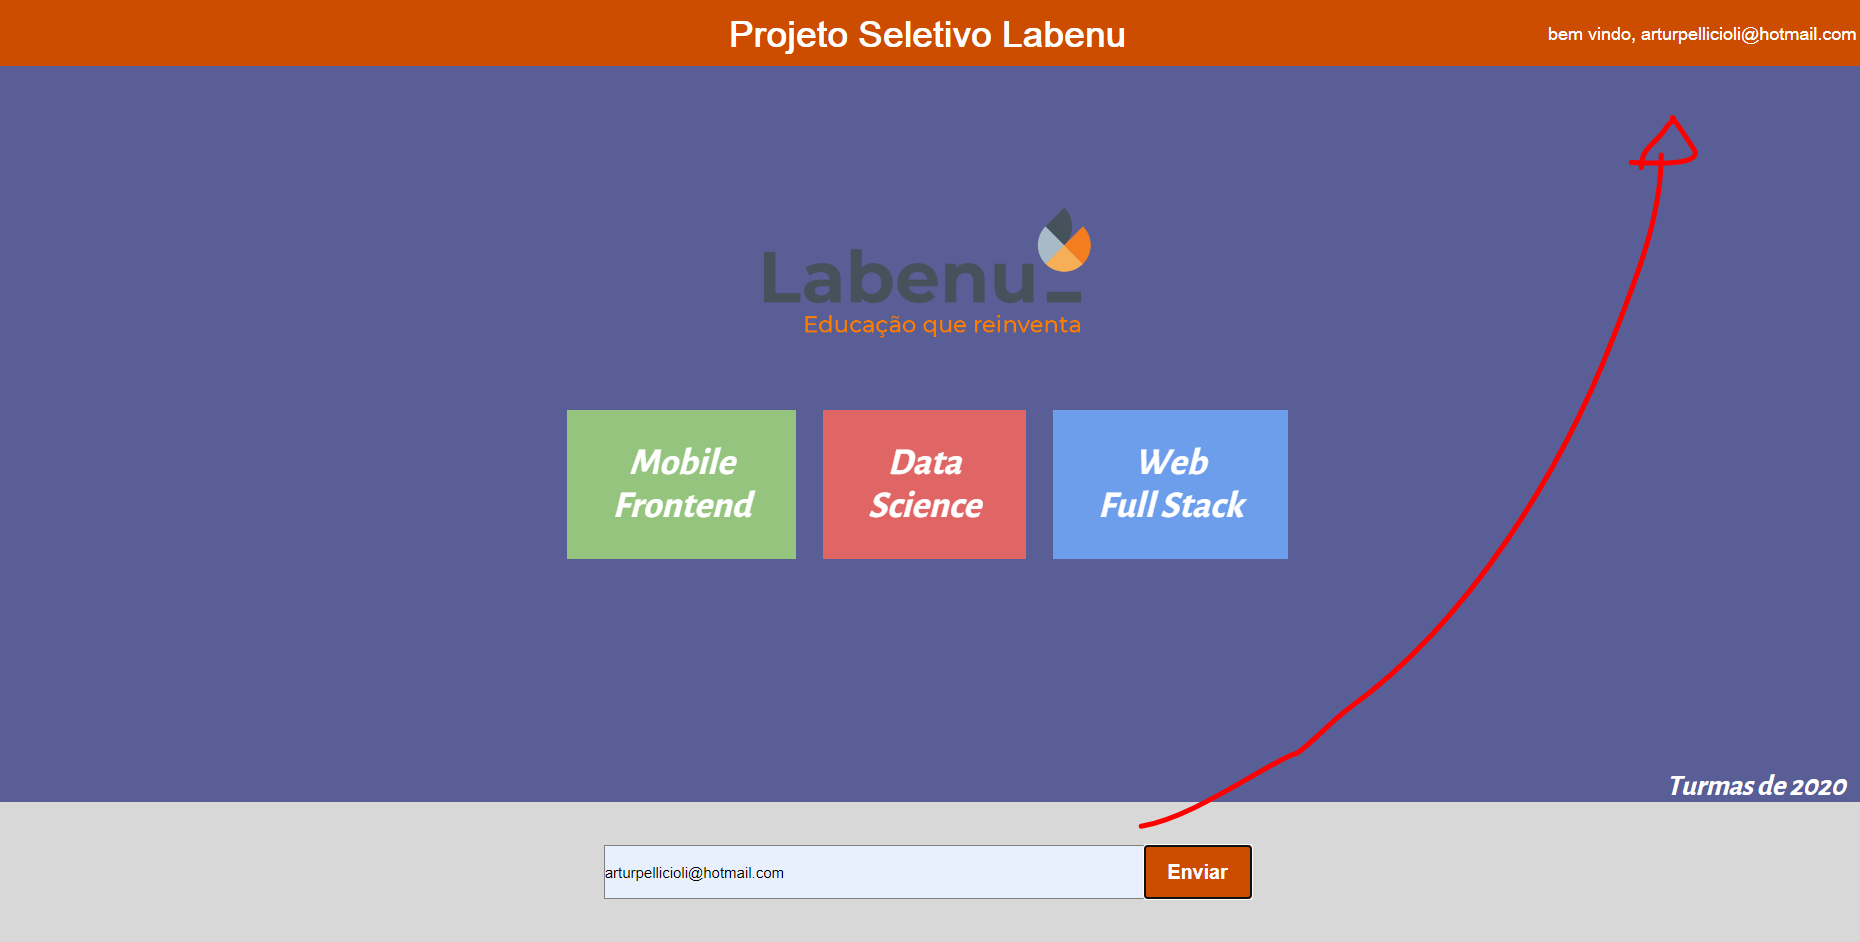 Projeto Seletivo Labenu
bem vindo, arturpellicioli@hotmail.com
Labenu_
Educação que reinventa
Mobile
Frontend
Data
Science
Web
Full Stack
Turmas de 2020
arturpellicioli@hotmail.com
Enviar